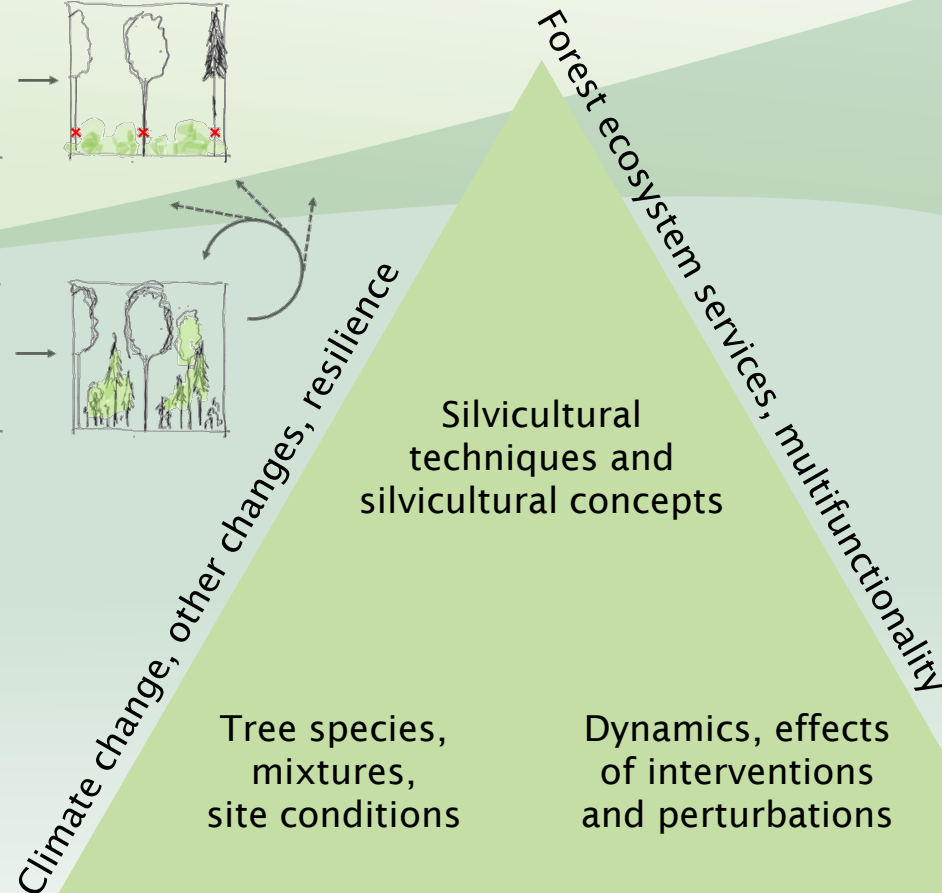 Forest ecosystem services, multifunctionality
Climate change, other changes, resilience
Silvicultural
techniques and
silvicultural concepts
Tree species,
mixtures,
site conditions
Dynamics, effects
of interventions
and perturbations